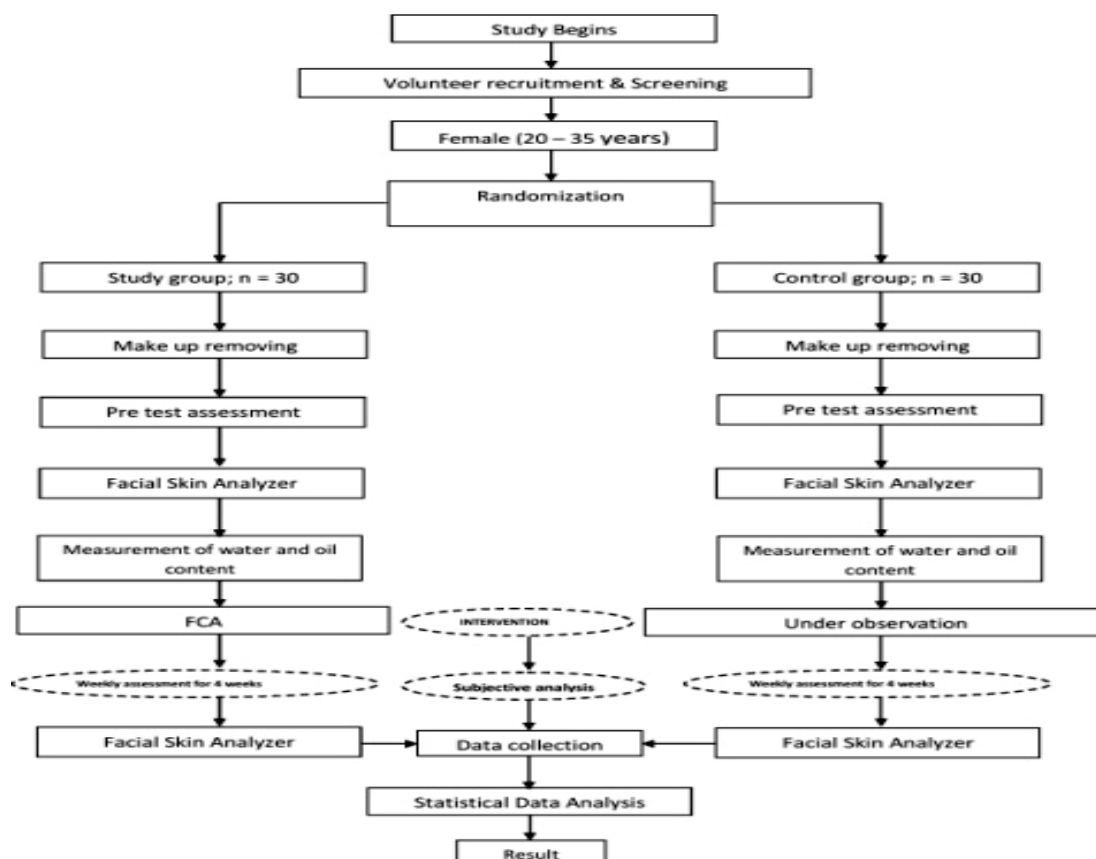 Study Begins
Volunteer recruitment & Screening
Female (20 – 35 years)
Randomization
Study group; n = 30
Control group; n = 30
Make up removing
Make up removing
Pre test assessment
Pre test assessment
Facial Skin Analyzer
Facial Skin Analyzer
Measurement of water and oil
content
Measurement of water and oil
content
FCA
INTERVENTION
Under observation
Weekly assessment for 4 weeks
Subjective analysis
Weekly assessment for 4 weeks
Facial Skin Analyzer
Data collection
Facial Skin Analyzer
Statistical Data Analysis
Result